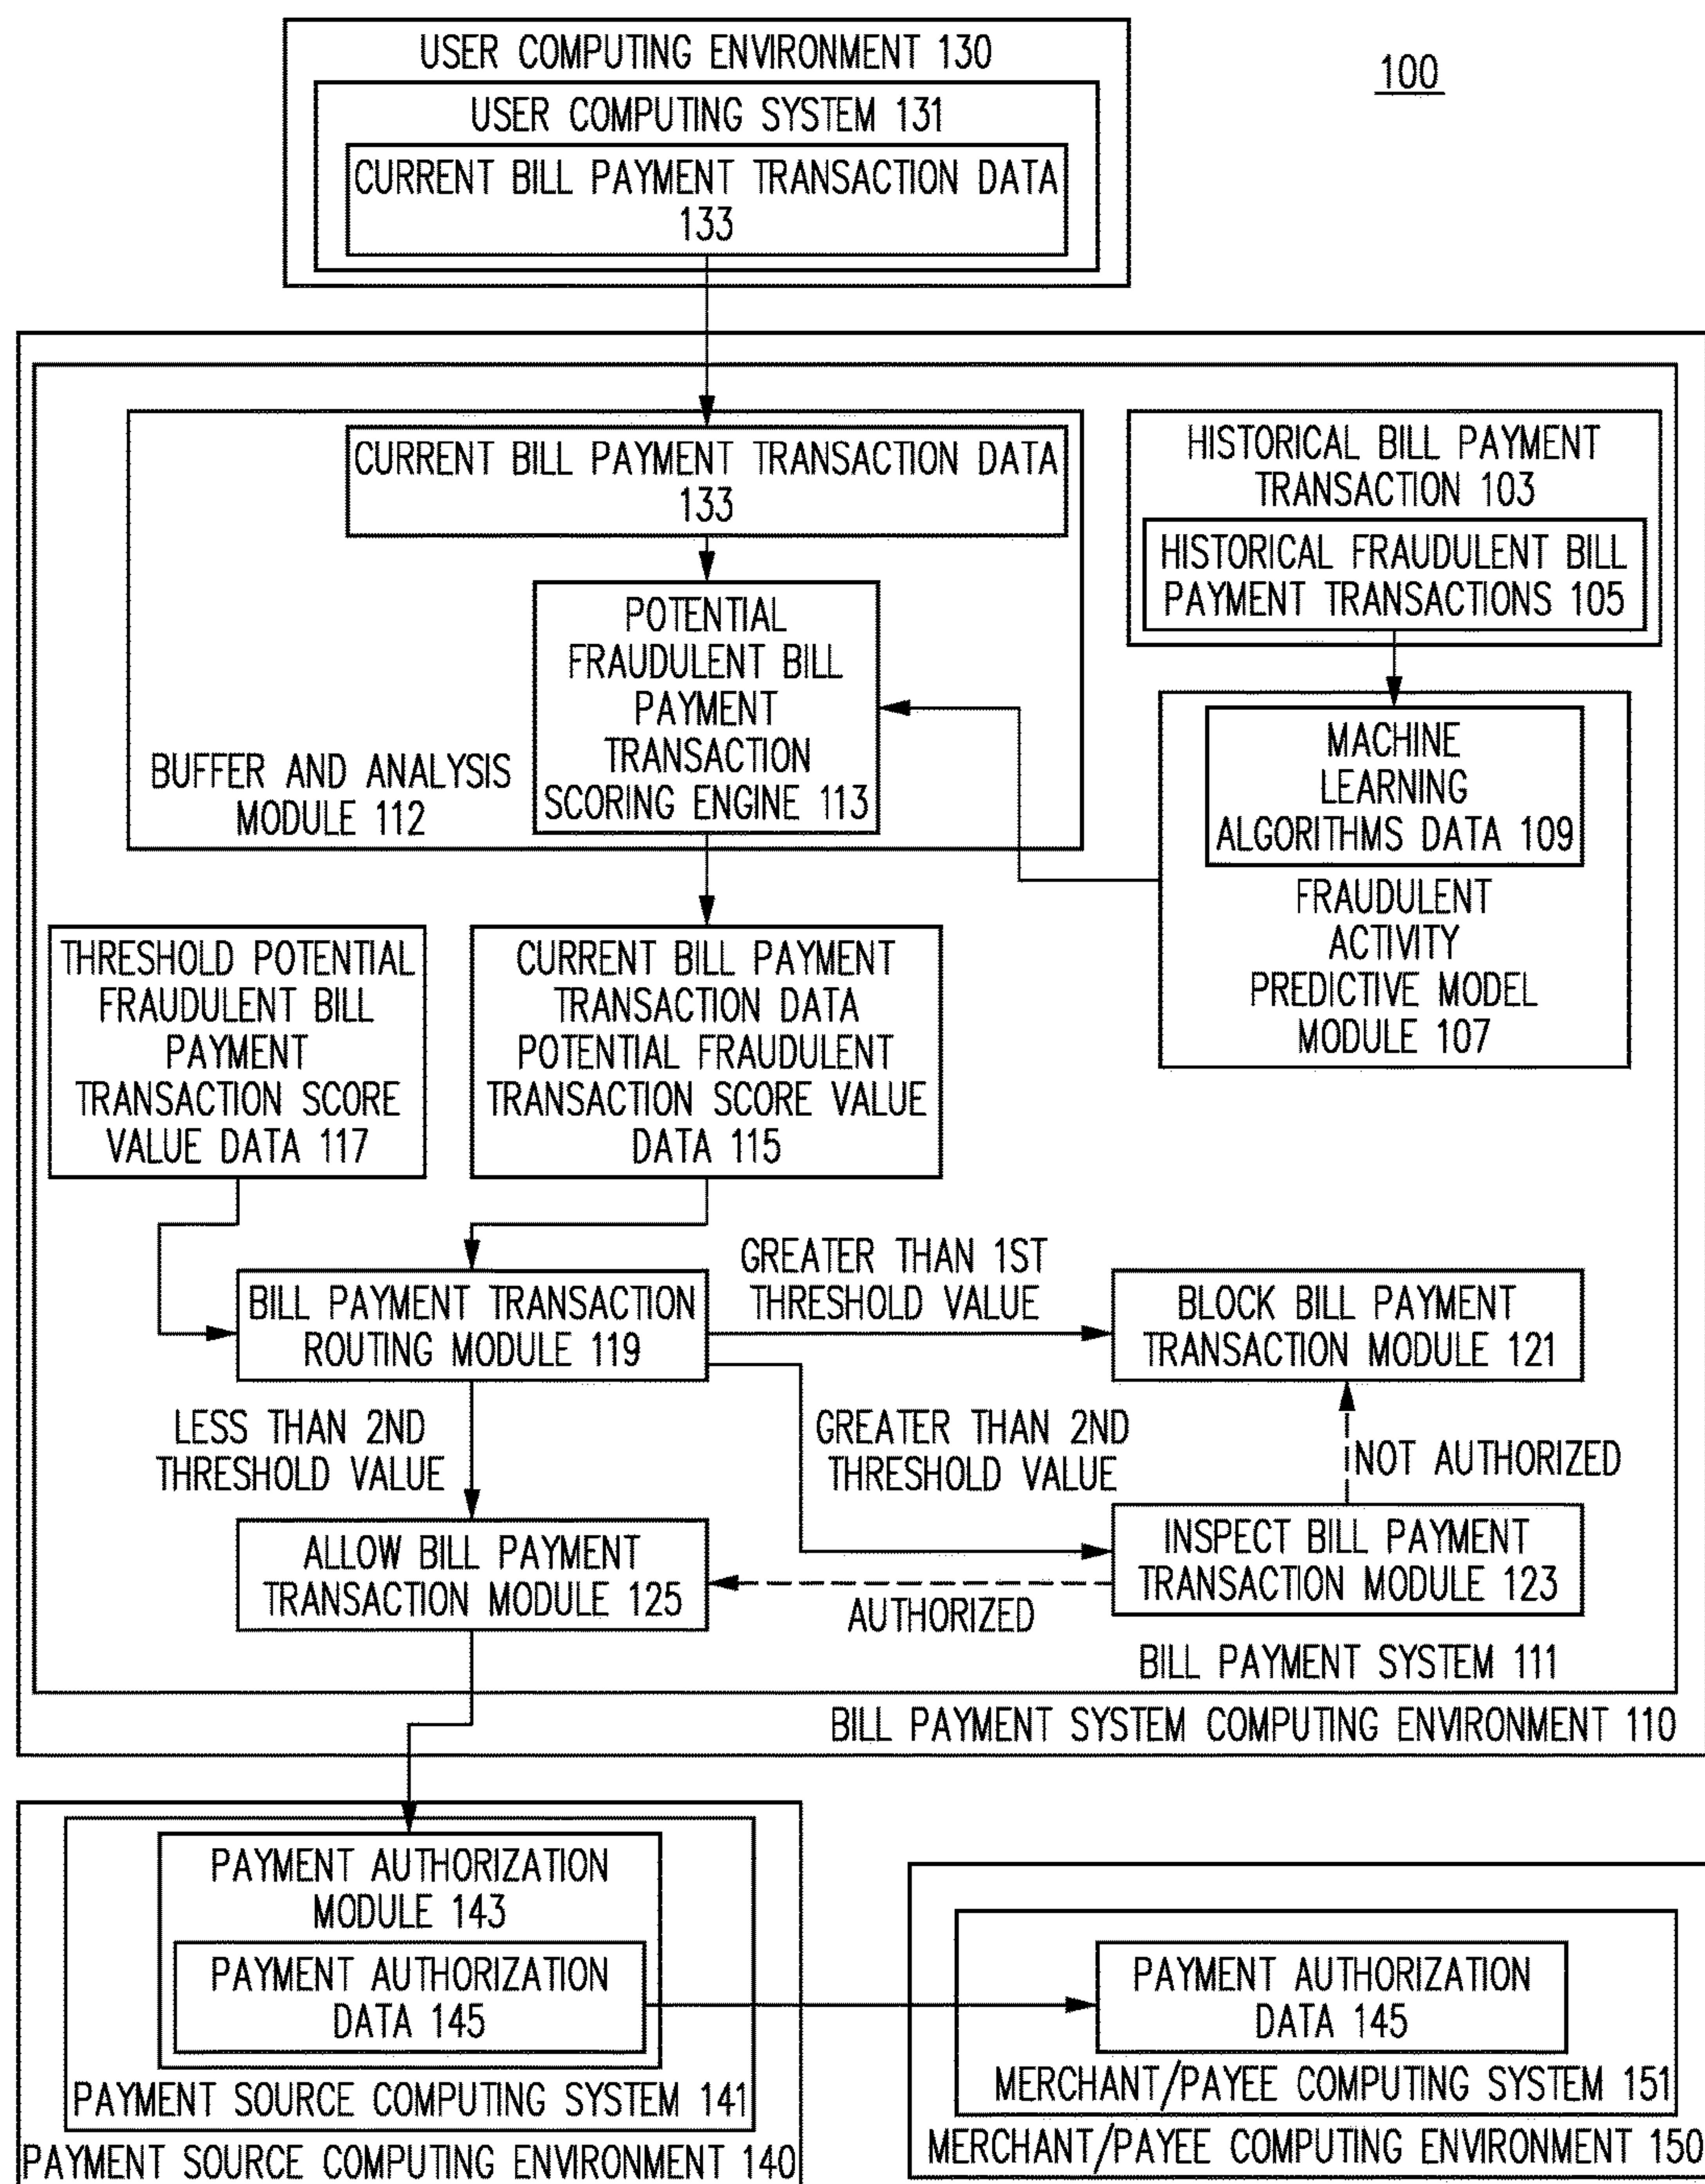 USER COMPUTING ENVIRONMENT 130
100
USER COMPUTING SYSTEM 131
CURRENT BILL PAYMENT TRANSACTION DATA
133
CURRENT BILL PAYMENT TRANSACTION DATA
133
HISTORICAL BILL PAYMENT
TRANSACTION 103
HISTORICAL FRAUDULENT BILL
PAYMENT TRANSACTIONS 105
POTENTIAL
FRAUDULENT BILL
PAYMENT
TRANSACTION
SCORING ENGINE 113
BUFFER AND ANALYSIS
MODULE 112
MACHINE
LEARNING
ALGORITHMS DATA 109
FRAUDULENT
ACTIVITY
PREDICTIVE MODEL
MODULE 107
THRESHOLD POTENTIAL
FRAUDULENT BILL
PAYMENT
TRANSACTION SCORE
VALUE DATA 117
CURRENT BILL PAYMENT
TRANSACTION DATA
POTENTIAL FRAUDULENT
TRANSACTION SCORE VALUE
DATA 115
GREATER THAN 1ST
THRESHOLD VALUE
BILL PAYMENT TRANSACTION
ROUTING MODULE 119
BLOCK BILL PAYMENT
TRANSACTION MODULE 121
LESS THAN 2ND
THRESHOLD VALUE
GREATER THAN 2ND
THRESHOLD VALUE
NOT AUTHORIZED
ALLOW BILL PAYMENT
TRANSACTION MODULE 125
AUTHORIZED
INSPECT BILL PAYMENT
TRANSACTION MODULE 123
BILL PAYMENT SYSTEM 111
BILL PAYMENT SYSTEM COMPUTING ENVIRONMENT 110
PAYMENT AUTHORIZATION
MODULE 143
PAYMENT AUTHORIZATION
DATA 145
PAYMENT SOURCE COMPUTING SYSTEM 141
PAYMENT SOURCE COMPUTING ENVIRONMENT 140
PAYMENT AUTHORIZATION
DATA 145
MERCHANT/PAYEE COMPUTING SYSTEM 151
MERCHANT/PAYEE COMPUTING ENVIRONMENT 150